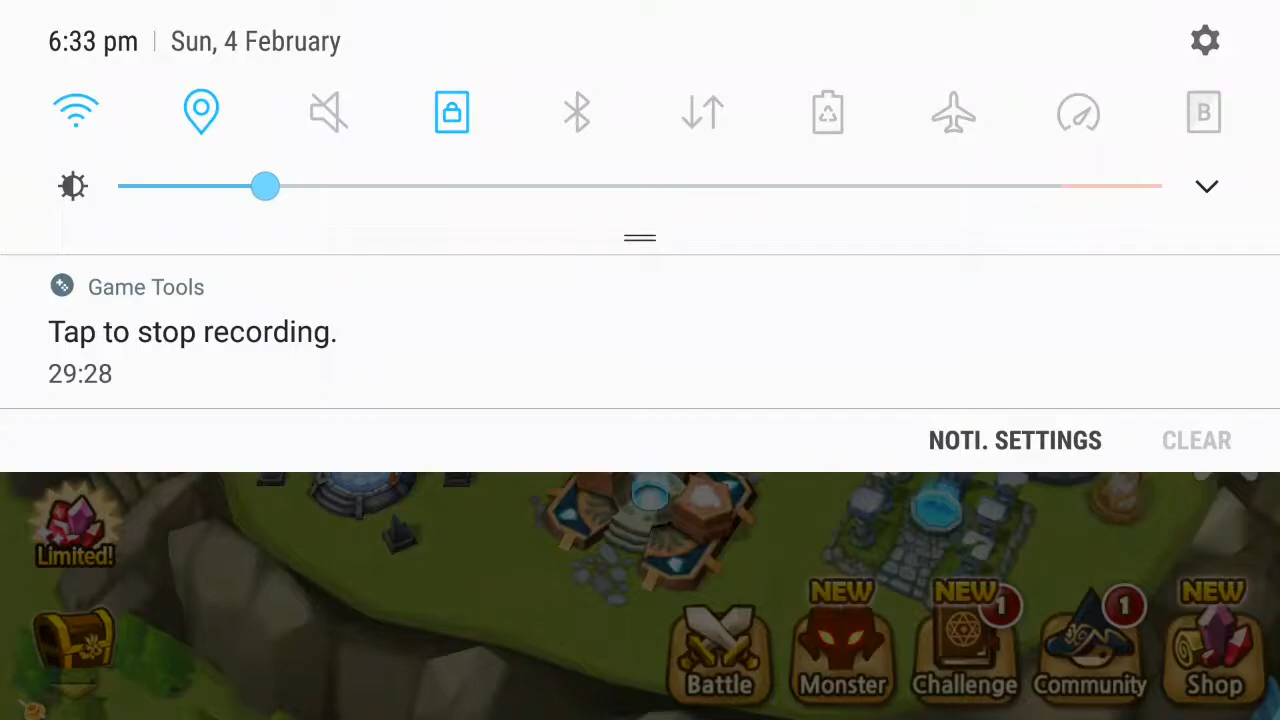 6:33 pm | Sun, 4 February
B
Game Tools
Tap to stop recording.
29:28
NOTI. SETTINGS CLEAR
Limited!
NEW NEW 1 1 NEW
Battle Monster Challenge Community Shop